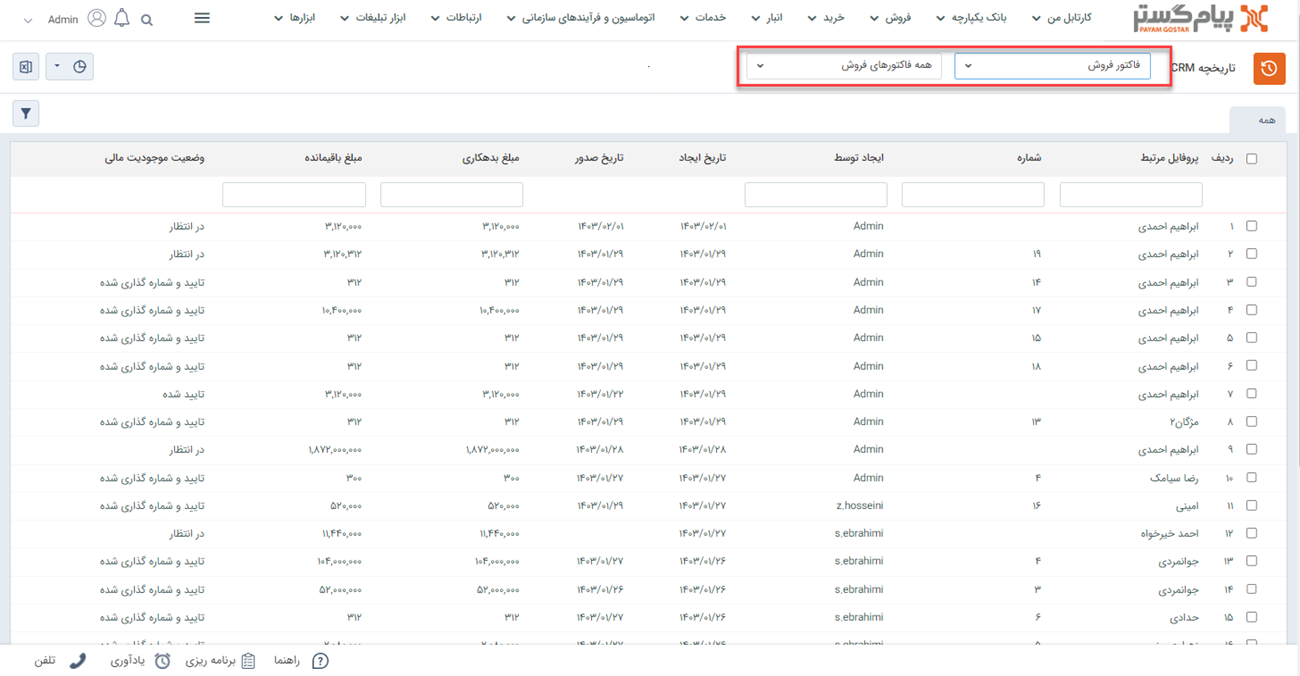 پیام گستر کارتابل من بانک یکپارچه فروش خرید انبار خدمات ارتباطات اتوماسیون و فرآیندهای سازمانی ابزار تبلیغات ابزارها Admin
PAYAM GOSTAR
تاریخچه CRM فاکتور فروش همه فاکتورهای فروش
همه
ردیف پروفایل مرتبط شماره ایجاد توسط تاریخ ایجاد تاریخ صدور مبلغ بدهکاری مبلغ باقیمانده وضعیت موجودیت مالی
۱ ابراهیم احمدی Admin ۱۴۰۳/۰۲/۰۱ ۱۴۰۳/۰۲/۰۱ ۳,۱۲۰,۰۰۰ ۳,۱۲۰,۰۰۰ در انتظار
۲ ابراهیم احمدی ۱۹ Admin ۱۴۰۳/۰۱/۲۹ ۱۴۰۳/۰۱/۲۹ ۳,۱۲۰,۳۱۲ ۳,۱۲۰,۳۱۲ در انتظار
۳ ابراهیم احمدی ۱۴ Admin ۱۴۰۳/۰۱/۲۹ ۱۴۰۳/۰۱/۲۹ ۳۱۲ ۳۱۲ تایید و شماره گذاری شده
۴ ابراهیم احمدی ۱۷ Admin ۱۴۰۳/۰۱/۲۹ ۱۴۰۳/۰۱/۲۹ ۱۰,۴۰۰,۰۰۰ ۱۰,۴۰۰,۰۰۰ تایید و شماره گذاری شده
۵ ابراهیم احمدی ۱۵ Admin ۱۴۰۳/۰۱/۲۹ ۱۴۰۳/۰۱/۲۹ ۳۱۲ ۳۱۲ تایید و شماره گذاری شده
۶ ابراهیم احمدی ۱۸ Admin ۱۴۰۳/۰۱/۲۹ ۱۴۰۳/۰۱/۲۹ ۳۱۲ ۳۱۲ تایید و شماره گذاری شده
۷ ابراهیم احمدی Admin ۱۴۰۳/۰۱/۲۹ ۱۴۰۳/۰۱/۲۲ ۳,۱۲۰,۰۰۰ ۳,۱۲۰,۰۰۰ تایید شده
۸ مژگان۲ ۱۳ Admin ۱۴۰۳/۰۱/۲۹ ۱۴۰۳/۰۱/۲۹ ۳۱۲ ۳۱۲ تایید و شماره گذاری شده
۹ ابراهیم احمدی Admin ۱۴۰۳/۰۱/۲۸ ۱۴۰۳/۰۱/۲۸ ۱,۸۷۲,۰۰۰,۰۰۰ ۱,۸۷۲,۰۰۰,۰۰۰ در انتظار
۱۰ رضا سیامک ۴ Admin ۱۴۰۳/۰۱/۲۷ ۱۴۰۳/۰۱/۲۷ ۳۰۰ ۳۰۰ تایید و شماره گذاری شده
۱۱ امینی ۱۶ z.hosseini ۱۴۰۳/۰۱/۲۷ ۱۴۰۳/۰۱/۲۹ ۵۲۰,۰۰۰ ۵۲۰,۰۰۰ تایید و شماره گذاری شده
۱۲ احمد خیرخواه s.ebrahimi ۱۴۰۳/۰۱/۲۷ ۱۱,۴۴۰,۰۰۰ ۱۱,۴۴۰,۰۰۰ در انتظار
۱۳ جوانمردی ۴ s.ebrahimi ۱۴۰۳/۰۱/۲۶ ۱۴۰۳/۰۱/۲۷ ۱۰۴,۰۰۰,۰۰۰ ۱۰۴,۰۰۰,۰۰۰ تایید و شماره گذاری شده
۱۴ جوانمردی ۳ s.ebrahimi ۱۴۰۳/۰۱/۲۶ ۱۴۰۳/۰۱/۲۶ ۵۲,۰۰۰,۰۰۰ ۵۲,۰۰۰,۰۰۰ تایید و شماره گذاری شده
۱۵ حدادی ۶ s.ebrahimi ۱۴۰۳/۰۱/۲۶ ۱۴۰۳/۰۱/۲۷ ۳۱۲ ۳۱۲ تایید و شماره گذاری شده
راهنما برنامه ریزی یادآوری تلفن